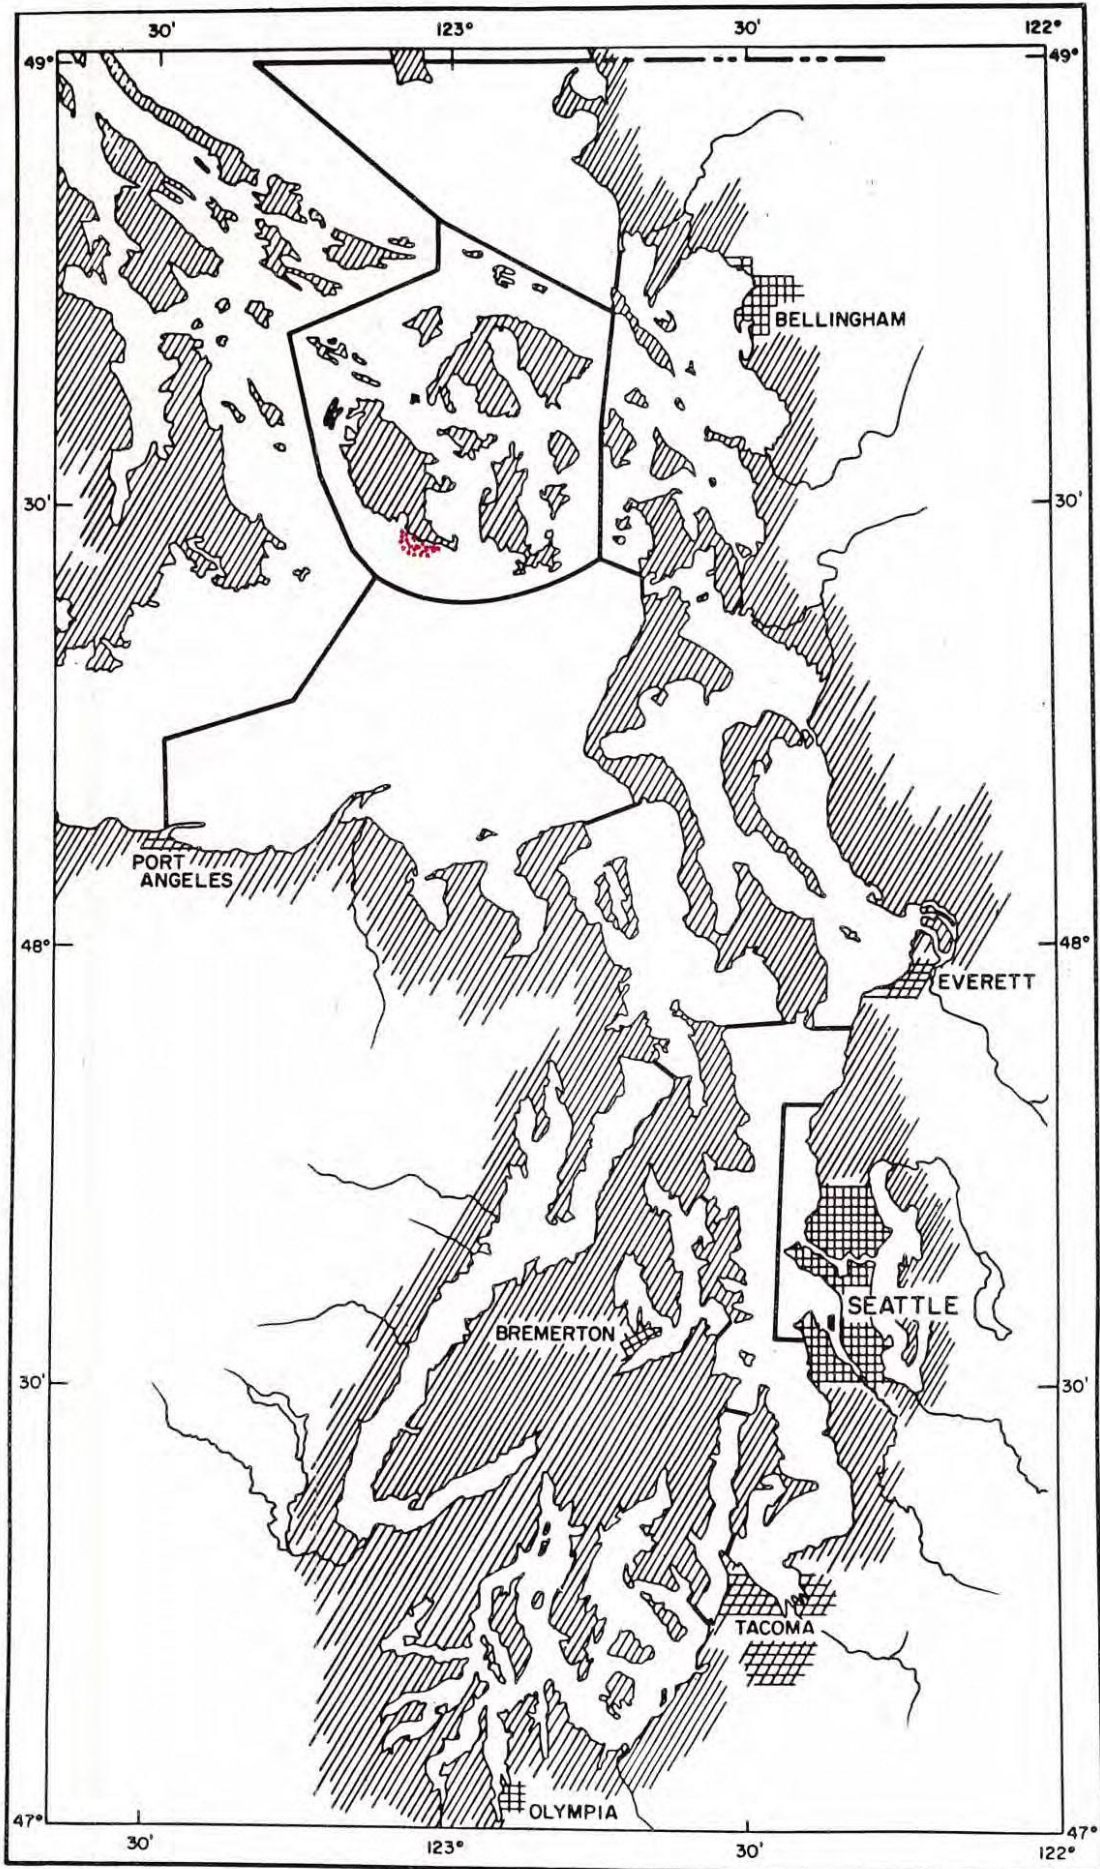 30'
123°
30'
122°
49°
49°
BELLINGHAM
30'
30'
PORT
ANGELES
48°
48°
EVERETT
SEATTLE
BREMERTON
30'
30'
TACOMA
OLYMPIA
47°
47°
30'
123°
30'
122°